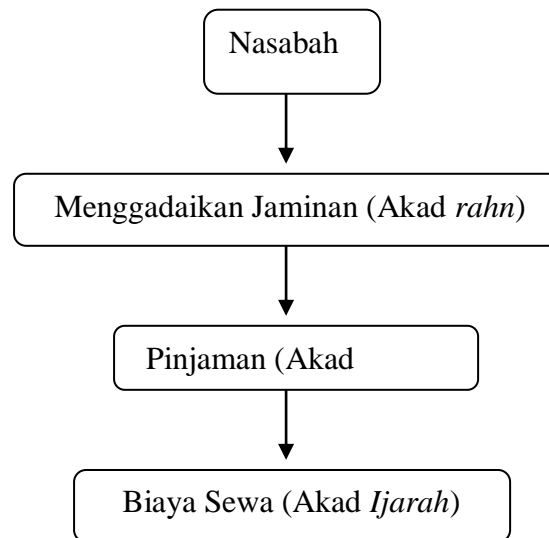 Nasabah
Menggadaikan Jaminan (Akad rahn)
Pinjaman (Akad
Biaya Sewa (Akad Ijarah)